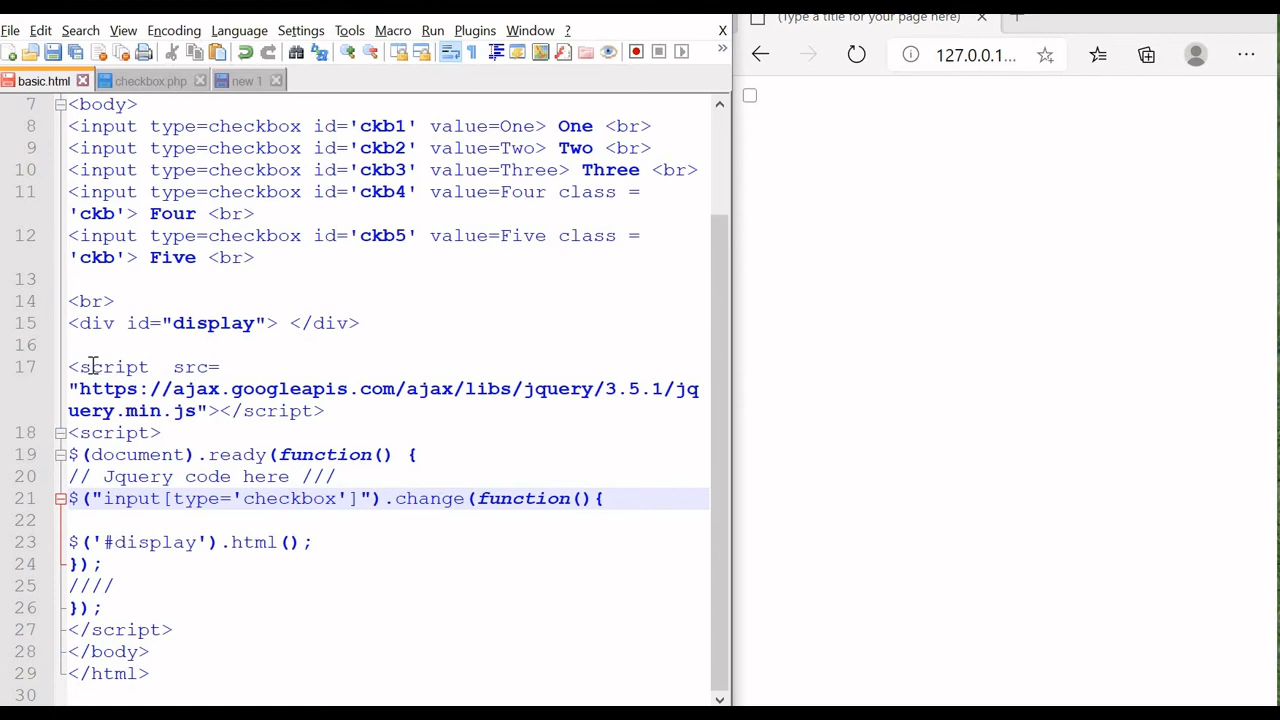 (Type a title for your page here)
File Edit Search View Encoding Language Settings Tools Macro Run Plugins Window ? X
127.0.0.1...
basic.html checkbox.php new 1
7 <body>
8 <input type=checkbox id='ckb1' value=One> One <br>
9 <input type=checkbox id='ckb2' value=Two> Two <br>
10 <input type=checkbox id='ckb3' value=Three> Three <br>
11 <input type=checkbox id='ckb4' value=Four class =
'ckb'> Four <br>
12 <input type=checkbox id='ckb5' value=Five class =
'ckb'> Five <br>
13
14 <br>
15 <div id="display"> </div>
16
17 <script  src=
"https://ajax.googleapis.com/ajax/libs/jquery/3.5.1/jq
uery.min.js"></script>
18 <script>
19 $(document).ready(function() {
20 // Jquery code here ///
21 $("input[type='checkbox']").change(function(){
22
23 $('#display').html();
24 });
25 ////
26 });
27 </script>
28 </body>
29 </html>
30